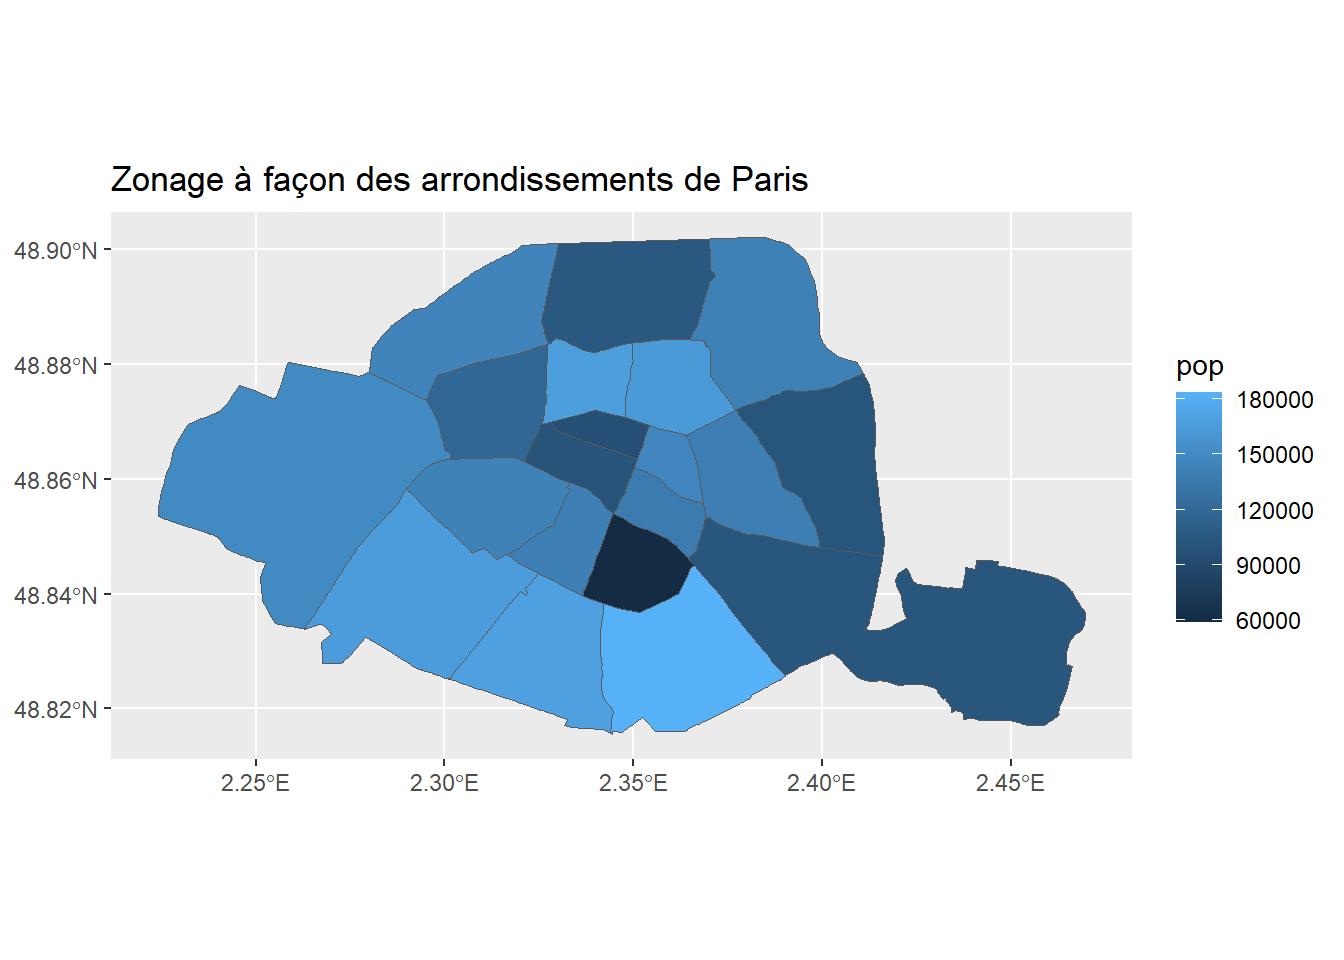 Zonage à façon des arrondissements de Paris
48.90°N
48.88°N
48.86°N
48.84°N
48.82°N
2.25°E
2.30°E
2.35°E
2.40°E
2.45°E
pop
180000
150000
120000
90000
60000